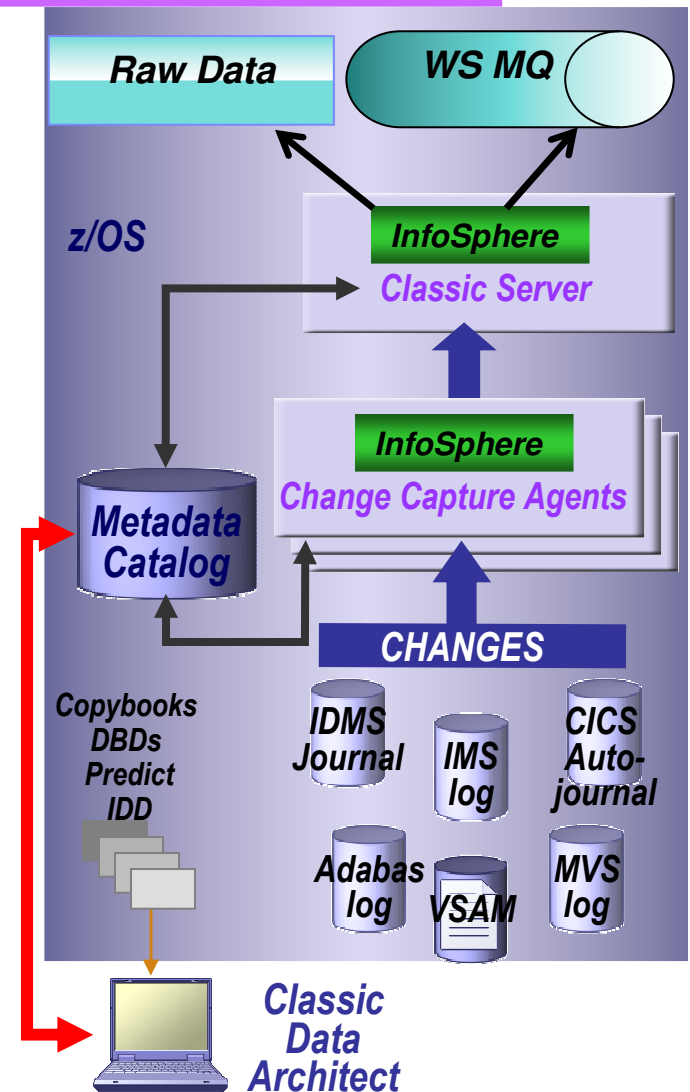 Raw Data
WS MQ
z/OS
InfoSphere
Classic Server
InfoSphere
Change Capture Agents
Metadata
Catalog
CHANGES
Copybooks
DBDs
Predict
IDD
IDMS
Journal
IMS
log
CICS
Auto-
journal
Adabas
log
VSAM
MVS
log
Classic
Data
Architect